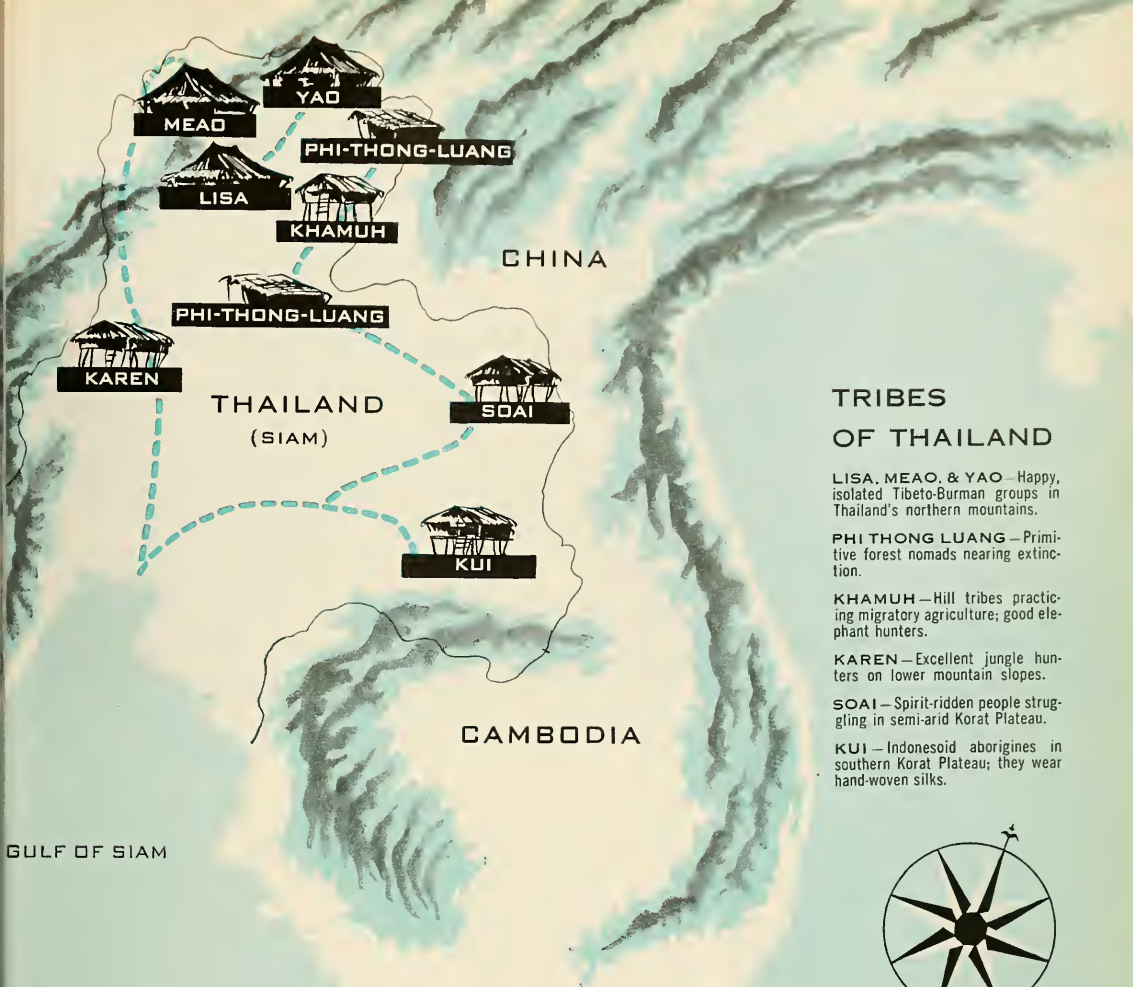 YAO
MEAO
PHI-THONG-LUANG
LISA
KHAMUH
CHINA
PHI-THONG-LUANG
KAREN
THAILAND
(SIAM)
SOAI
KUI
CAMBODIA
GULF OF SIAM
TRIBES
OF THAILAND
LISA, MEAO, & YAO—Happy,
isolated Tibeto-Burman groups in
Thailand's northern mountains.
PHI THONG LUANG—Primi-
tive forest nomads nearing extinc-
tion.
KHAMUH—Hill tribes practic-
ing migratory agriculture; good ele-
phant hunters.
KAREN—Excellent jungle hun-
ters on lower mountain slopes.
SOAI—Spirit-ridden people strug-
gling in semi-arid Korat Plateau.
KUI—Indonesoid aborigines in
southern Korat Plateau; they wear
hand-woven silks.